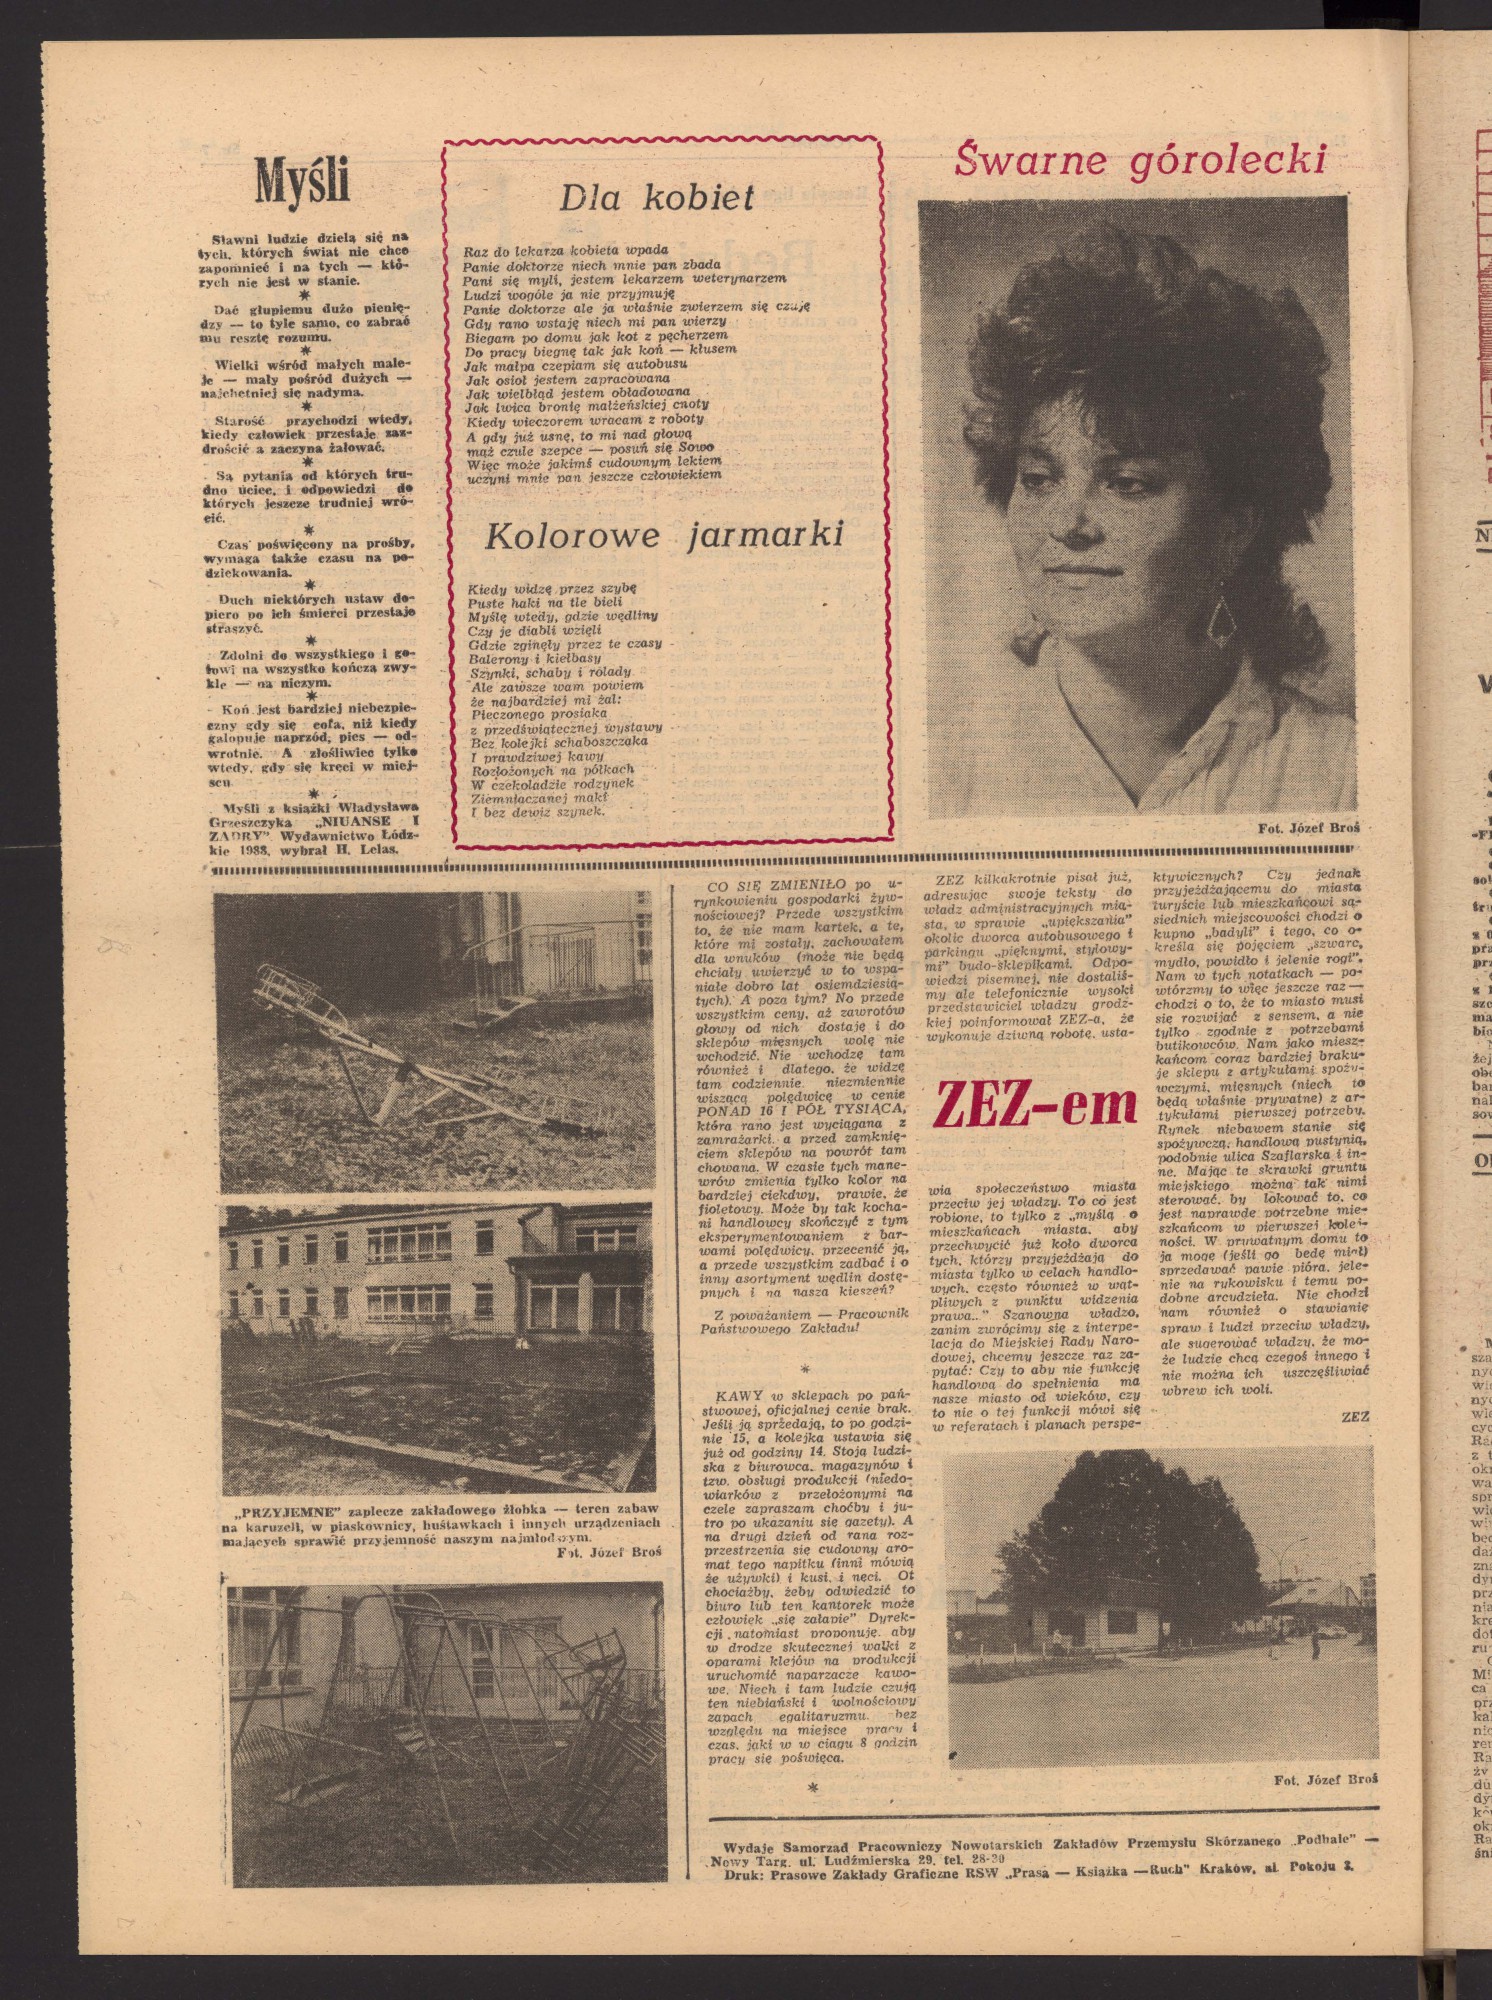 Myśli
Sławni ludzie dzielą się na
tych, których świat nie chce
zapomnieć i na tych — któ-
rych nie jest w stanie.
*
Dać głupiemu dużo pienię-
dzy — to tyle samo, co zabrać
mu resztę rozumu.
*
Wielki wśród małych male-
je — mały pośród dużych —
najchętniej się nadyma.
*
Starość przychodzi wtedy,
kiedy człowiek przestaje zaz-
drościć a zaczyna żałować.
*
Są pytania od których tru-
dno uciec, i odpowiedzi do
których jeszcze trudniej wró-
cić.
*
Czas poświęcony na prośby,
wymaga także czasu na po-
dziękowania.
*
Duch niektórych ustaw do-
piero po ich śmierci przestaje
straszyć.
*
Zdolni do wszystkiego i go-
towi na wszystko kończą zwy-
kle — na niczym.
*
Koń jest bardziej niebezpie-
czny gdy się cofa, niż kiedy
galopuje naprzód, pies — od-
wrotnie. A złośliwiec tylko
wtedy, gdy się kręci w miej-
scu
*
Myśli z książki Władysława
Grzeszczyka „NIUANSE I
ZADRY" Wydawnictwo Łódz-
kie 1988, wybrał H. Lelas.
Dla kobiet
Raz do lekarza kobieta wpada
Panie doktorze niech mnie pan zbada
Pani się myli, jestem lekarzem weterynarzem
Ludzi wogóle ja nie przyjmuję
Panie doktorze ale ja właśnie zwierzem się czuję
Gdy rano wstaję niech mi pan wierzy
Biegam po domu jak kot z pęcherzem
Do pracy biegnę tak jak koń — kłusem
Jak małpa czepiam się autobusu
Jak osioł jestem zapracowana
Jak wielbłąd jestem obładowana
Jak lwica bronię małżeńskiej cnoty
Kiedy wieczorem wracam z roboty
A gdy już usnę, to mi nad głową
mąż czule szepce — posuń się Sowo
Więc może jakimś cudownym lekiem
uczyni mnie pan jeszcze człowiekiem
Kolorowe jarmarki
Kiedy widzę przez szybę
Puste haki na tle bieli
Myślę wtedy, gdzie wędliny
Czy je diabli wzięli
Gdzie zginęły przez te czasy
Balerony i kiełbasy
Szynki, schaby i rolady
Ale zawsze wam powiem
że najbardziej mi żal:
Pieczonego prosiaka
z przedświątecznej wystawy
Bez kolejki schaboszczaka
I prawdziwej kawy
Rozłożonych na półkach
W czekoladzie rodzynek
Ziemniaczanej mąki
I bez dewiz szynek.
Śwarne górolecki
Fot. Józef Broś
„PRZYJEMNE" zaplecze zakładowego żłobka — teren zabaw
na karuzeli, w piaskownicy, huśtawkach i innych urządzeniach
mających sprawić przyjemność naszym najmłodszym.
Fot. Józef Broś
CO SIĘ ZMIENIŁO po u-
rynkowieniu gospodarki żyw-
nościowej? Przede wszystkim
to, że nie mam kartek, a te,
które mi zostały, zachowałem
dla wnuków (może nie będą
chciały uwierzyć w to wspa-
niałe dobro lat osiemdziesią-
tych). A poza tym? No przede
wszystkim ceny, aż zawrotów
głowy od nich dostaję i do
sklepów mięsnych wolę nie
wchodzić. Nie wchodzę tam
również i dlatego, że widzę
tam codziennie niezmiennie
wiszącą polędwicę w cenie
PONAD 16 I PÓŁ TYSIĄCA,
która rano jest wyciągana z
zamrażarki, a przed zamknię-
ciem sklepów na powrót tam
chowana. W czasie tych mane-
wrów zmienia tylko kolor na
bardziej ciekawy, prawie, że
fioletowy. Może by tak kocha-
ni handlowcy skończyć z tym
eksperymentowaniem z bar-
wami polędwicy, przecenić ją,
a przede wszystkim zadbać i o
inny asortyment wędlin dostę-
pnych i na nasza kieszeń?
Z poważaniem — Pracownik
Państwowego Zakładu!
*
KAWY w sklepach po pań-
stwowej, oficjalnej cenie brak.
Jeśli ją sprzedają, to po godzi-
nie 15, a kolejka ustawia się
już od godziny 14. Stoją ludzi-
ska z biurowca, magazynów i
tzw. obsługi produkcji (niedo-
wiarków z przełożonymi na
czele zapraszam choćby i ju-
tro po ukazaniu się gazety). A
na drugi dzień od rana roz-
przestrzenia się cudowny aro-
mat tego napitku (inni mówią
że używki) i kusi, i nęci. Ot
chociażby, żeby odwiedzić to
biuro lub ten kantorek może
człowiek „się załapie" Dyrek-
cji natomiast proponuję, aby
w drodze skutecznej walki z
oparami klejów na produkcji
uruchomić naparzacze kawo-
we. Niech i tam ludzie czują
ten niebiański i wolnościowy
zapach egalitaryzmu, bez
względu na miejsce pracy i
czas, jaki w w ciągu 8 godzin
pracy się poświęca.
*
ZEZ kilkakrotnie pisał już,
adresując swoje teksty do
władz administracyjnych mia-
sta, w sprawie „upiększania"
okolic dworca autobusowego i
parkingu „pięknymi, stylowy-
mi" budo-sklepikami. Odpo-
wiedzi pisemnej, nie dostaliś-
my ale telefonicznie wysoki
przedstawiciel władzy grodz-
kiej poinformował ZEZ-a, że
wykonuje dziwną robotę, usta-
ZEZ-em
wia społeczeństwo miasta
przeciw jej władzy. To co jest
robione, to tylko z „myślą o
mieszkańcach miasta, aby
przechwycić już koło dworca
tych, którzy przyjeżdżają do
miasta tylko w celach handlo-
wych, często również w wąt-
pliwych z punktu widzenia
prawa..." Szanowna władzo,
zanim zwrócimy się z interpe-
lacją do Miejskiej Rady Naro-
dowej, chcemy jeszcze raz za-
pytać: Czy to aby nie funkcję
handlową do spełnienia ma
nasze miasto od wieków, czy
to nie o tej funkcji mówi się
w referatach i planach perspe-
ktywicznych? Czy jednak
przyjeżdżającemu do miasta
turyście lub mieszkańcowi są-
siednich miejscowości chodzi o
kupno „badyli" i tego, co o-
kreśla się pojęciem „szwarc,
mydło, powidło i jelenie rogi".
Nam w tych notatkach — po-
wtórzmy to więc jeszcze raz —
chodzi o to, że to miasto musi
się rozwijać z sensem, a nie
tylko zgodnie z potrzebami
butikowców. Nam jako miesz-
kańcom coraz bardziej braku-
je sklepu z artykułami spoży-
wczymi, mięsnych (niech to
będą właśnie prywatne) z ar-
tykułami pierwszej potrzeby.
Rynek niebawem stanie się
spożywczą, handlową pustynią,
podobnie ulica Szaflarska i in-
ne. Mając te skrawki gruntu
miejskiego można tak nimi
sterować, by lokować to, co
jest naprawdę potrzebne mie-
szkańcom w pierwszej kolej-
ności. W prywatnym domu to
ja mogę (jeśli go będę miał)
sprzedawać pawie pióra, jele-
nie na rykowisku i temu po-
dobne arcydzieła. Nie chodzi
nam również o stawianie
spraw i ludzi przeciw władzy,
ale sugerować władzy, że mo-
że ludzie chcą czegoś innego i
nie można ich uszczęśliwiać
wbrew ich woli.
ZEZ
Fot. Józef Broś
Wydaje Samorząd Pracowniczy Nowotarskich Zakładów Przemysłu Skórzanego „Podhale" —
Nowy Targ, ul. Ludźmierska 29, tel. 28-30
Druk: Prasowe Zakłady Graficzne RSW „Prasa — Książka —Ruch" Kraków, al. Pokoju 3.